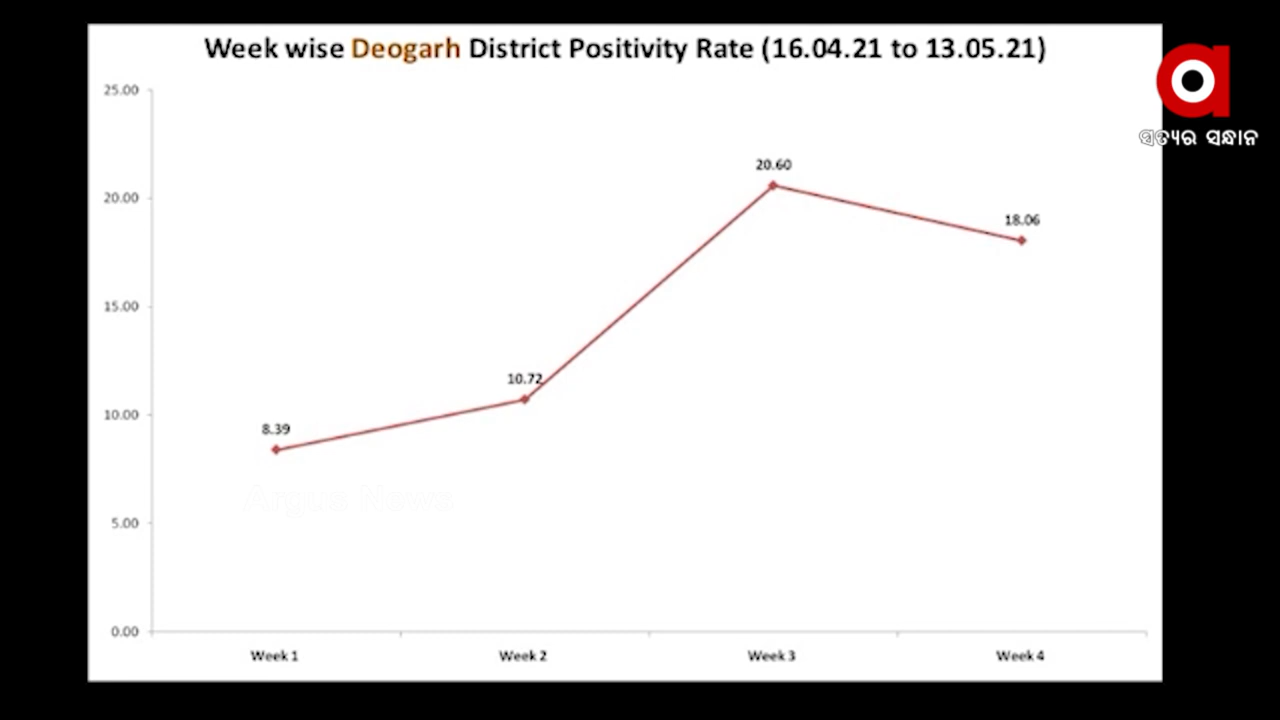 Week wise Deogarh District Positivity Rate (16.04.21 to 13.05.21)
ସତ୍ୟର ସନ୍ଧାନ
25.00
20.60
20.00
18.06
15.00
10.72
10.00
8.39
Argus News
5.00
0.00
Week 1 Week 2 Week 3 Week 4